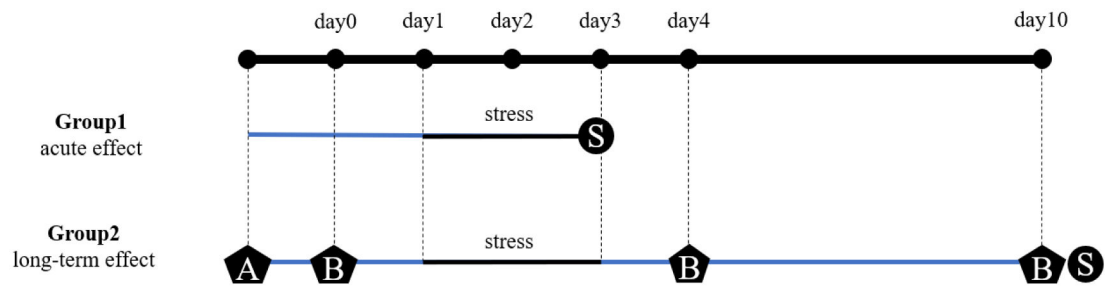 day0 day1 day2 day3 day4 day10
Group1
acute effect
stress
S
Group2
long-term effect
stress
A B B B S